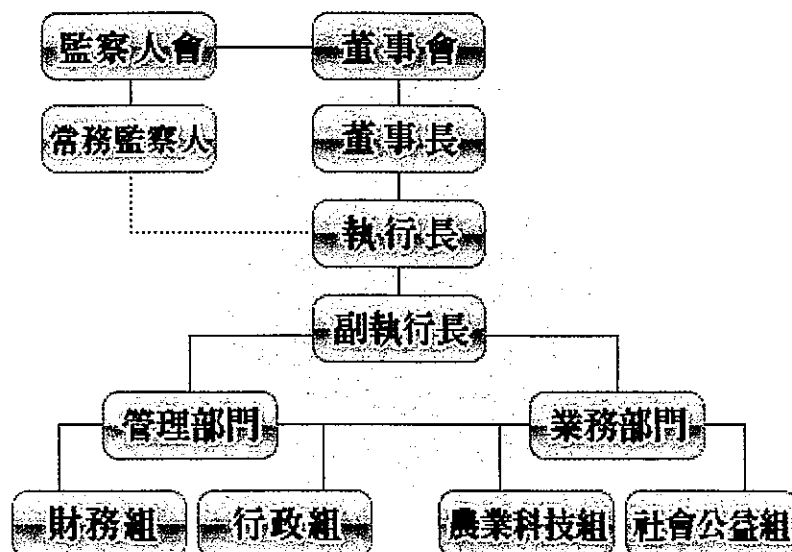 監察人會
董事會
常務監察人
董事長
執行長
副執行長
管理部門
業務部門
財務組
行政組
農業科技組
社會公益組